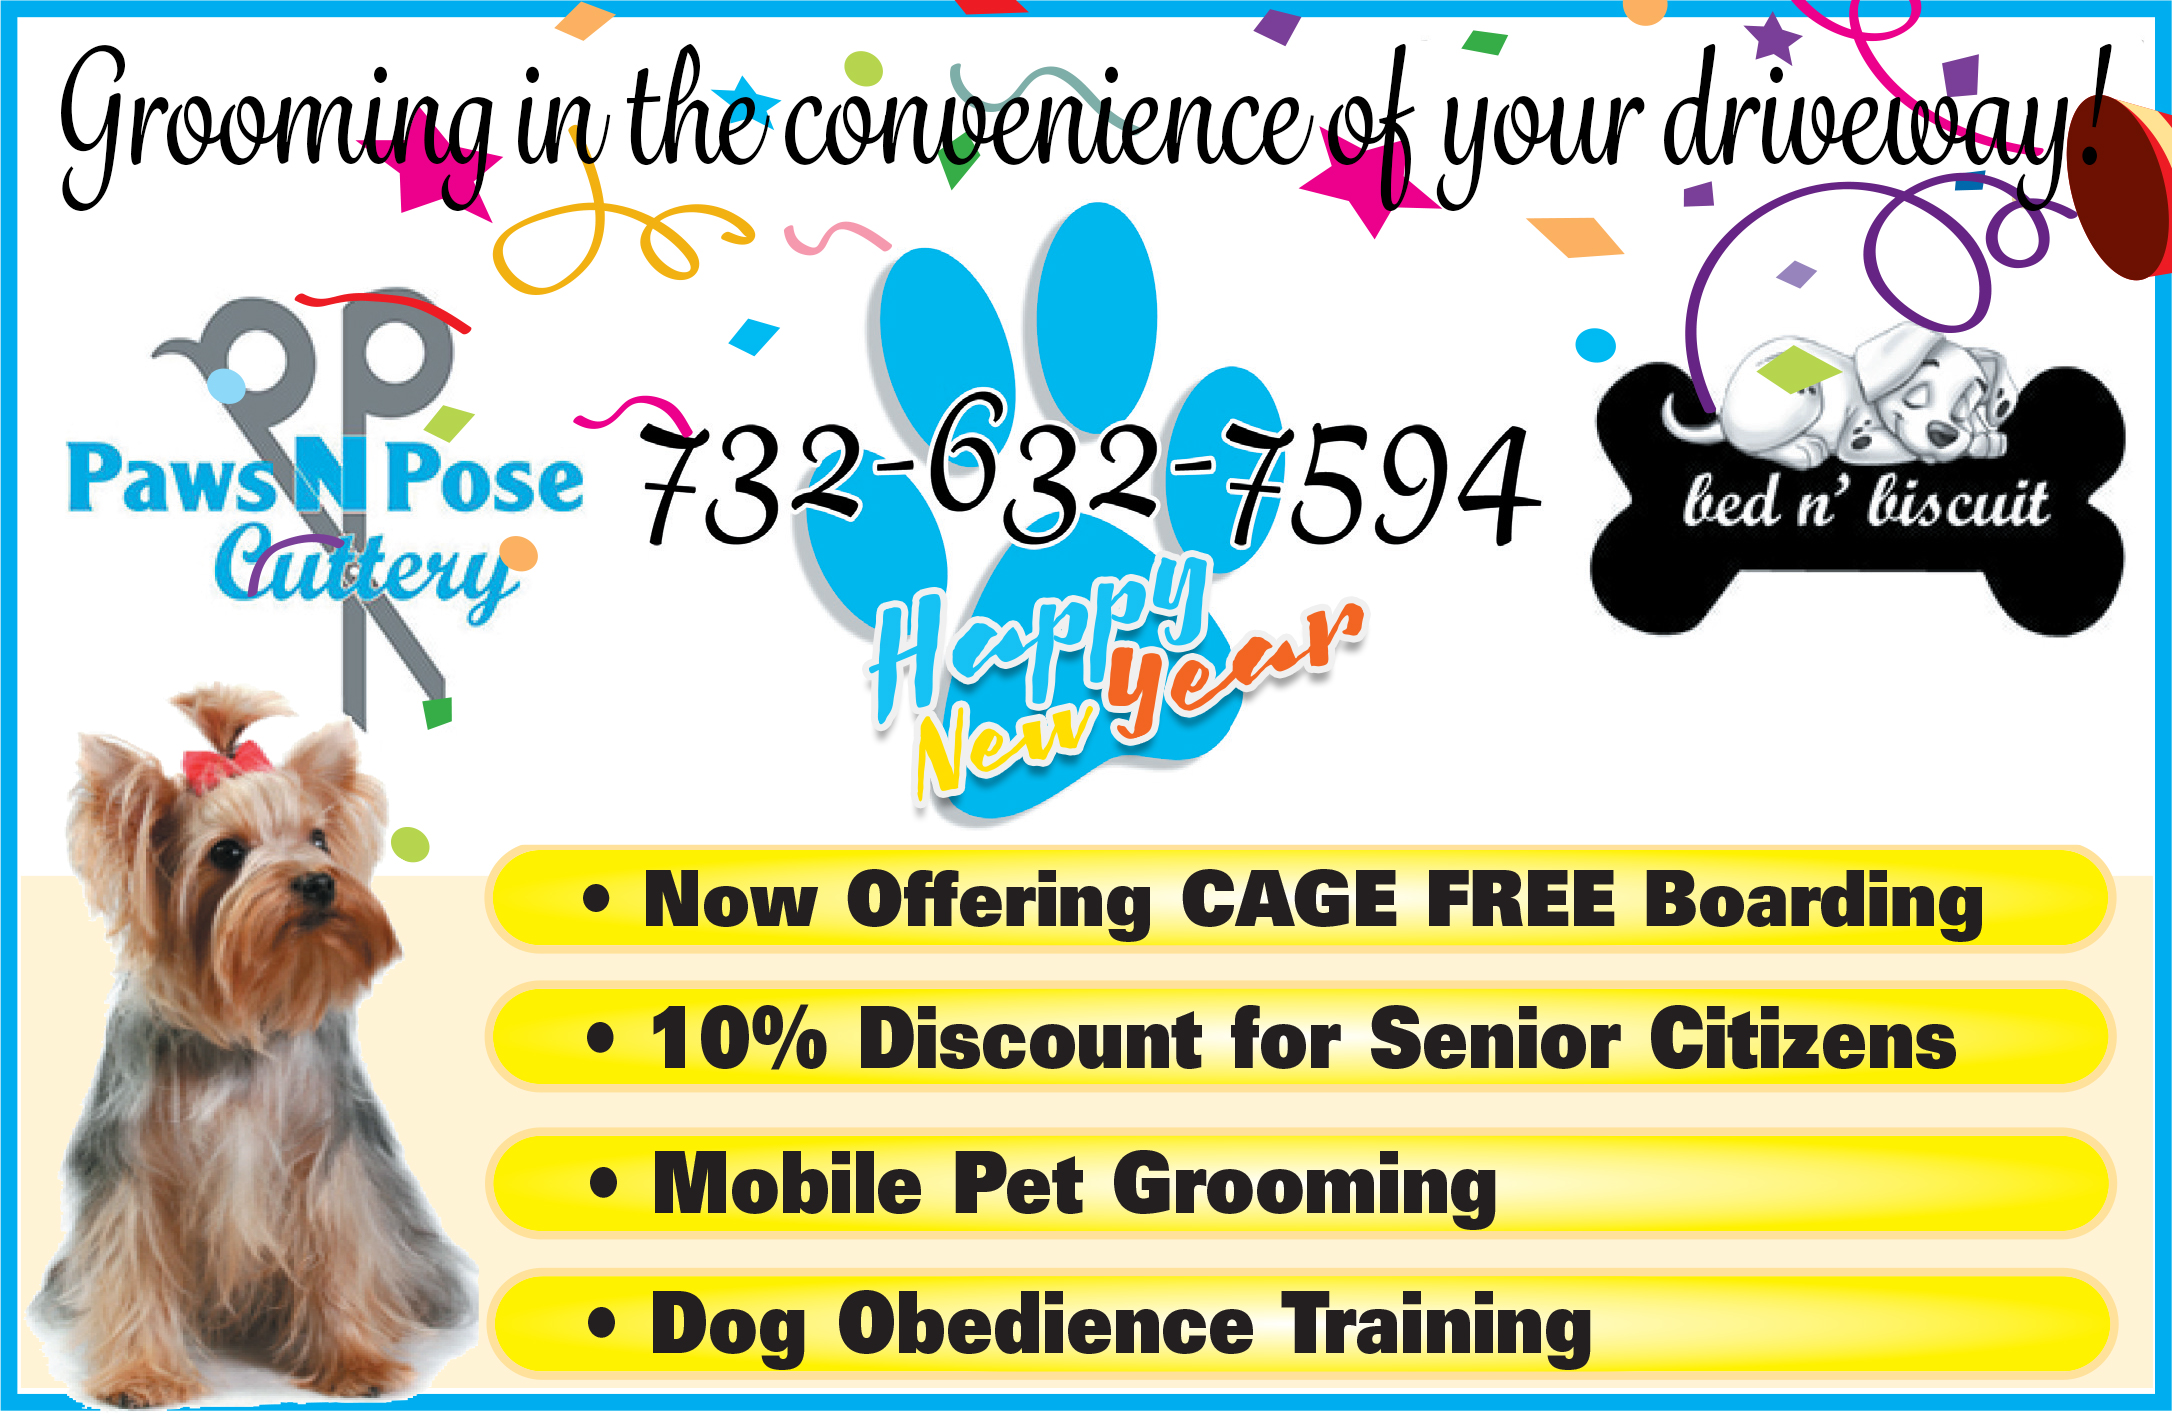 Grooming in the convenience of your driveway!
Paws N Pose
Cuttery
732-632-7594
bed n' biscuit
Happy
New Year
• Now Offering CAGE FREE Boarding
• 10% Discount for Senior Citizens
• Mobile Pet Grooming
• Dog Obedience Training